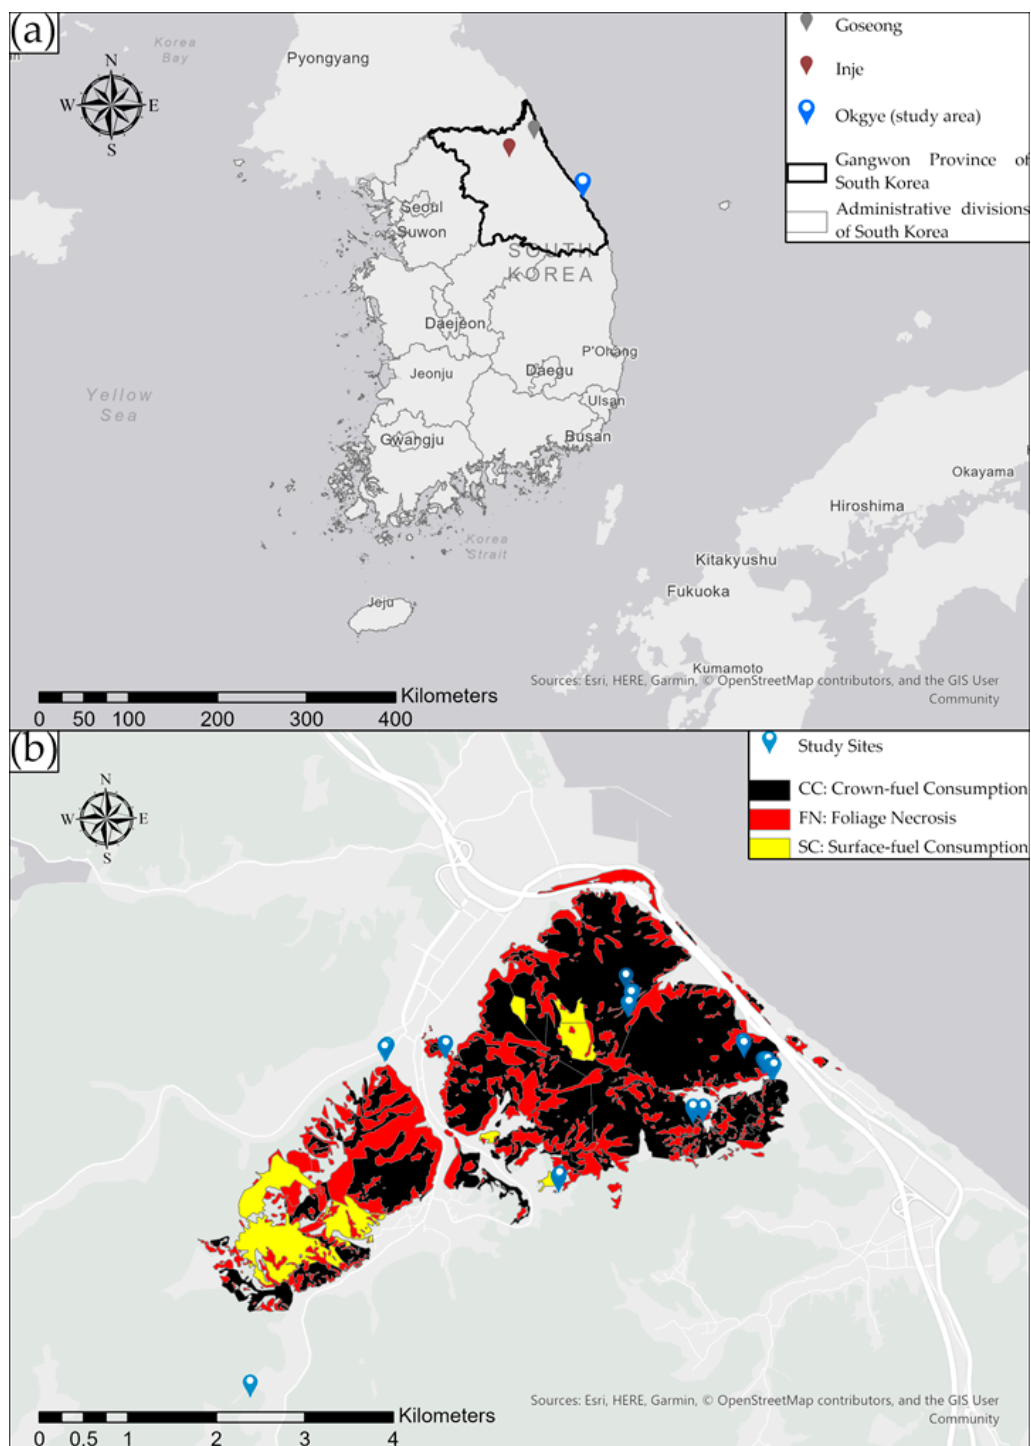 (a)
Korea
Bay
Pyongyang
N
W
E
S
Goseong
Inje
Okgye (study area)
Gangwon Province of
South Korea
Administrative divisions
of South Korea
Seoul
Suwon
SOUTH
KOREA
Daejeon
P'Ohang
Jeonju
Daegu
Yellow
Sea
Ulsan
Gwangju
Busan
Okayama
Hiroshima
Korea
Strait
Kitakyushu
Fukuoka
Jeju
Kumamoto
Sources: Esri, HERE, Garmin, © OpenStreetMap contributors, and the GIS User
Community
Kilometers
0 50 100 200 300 400
(b)
N
W
E
S
Study Sites
CC: Crown-fuel Consumption
FN: Foliage Necrosis
SC: Surface-fuel Consumption
Sources: Esri, HERE, Garmin, © OpenStreetMap contributors, and the GIS User
Community
Kilometers
0 0.5 1 2 3 4